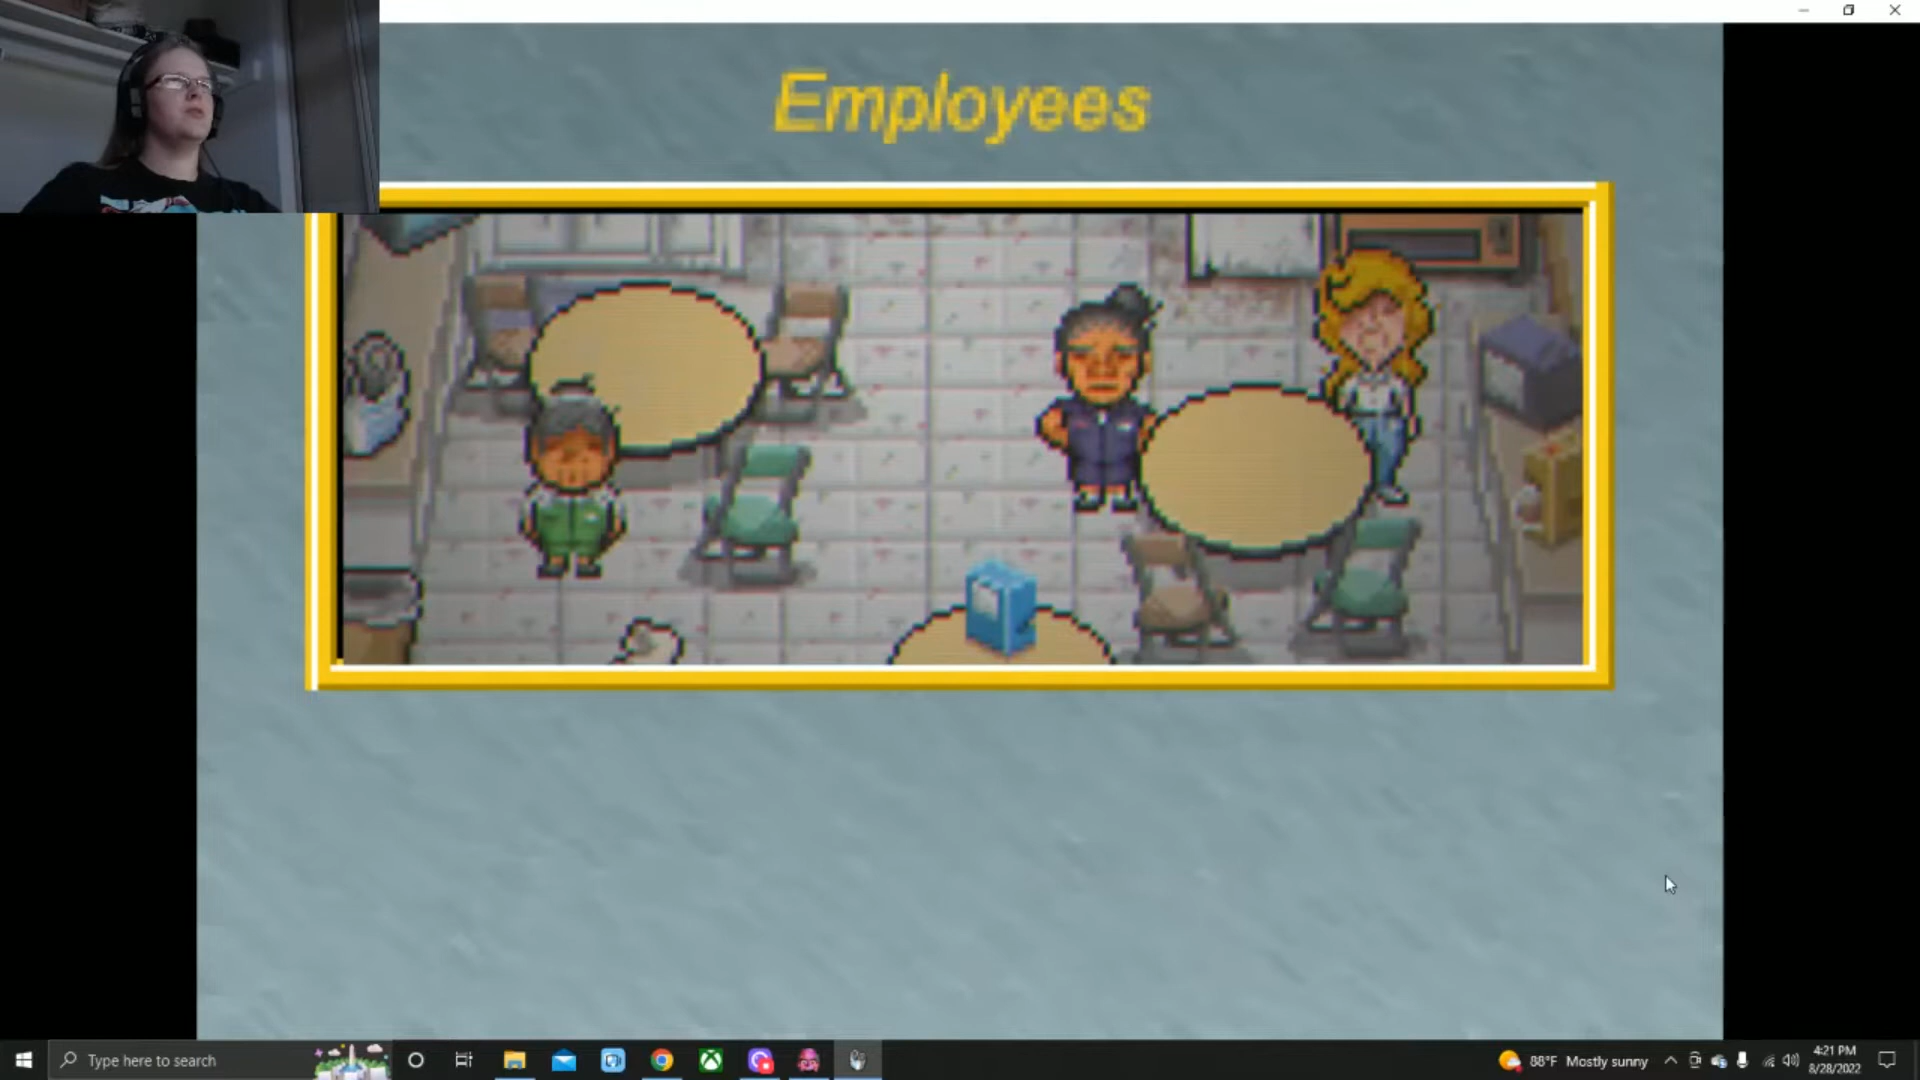 Employees
Type here to search
88°F Mostly sunny
4:21 PM
8/28/2022